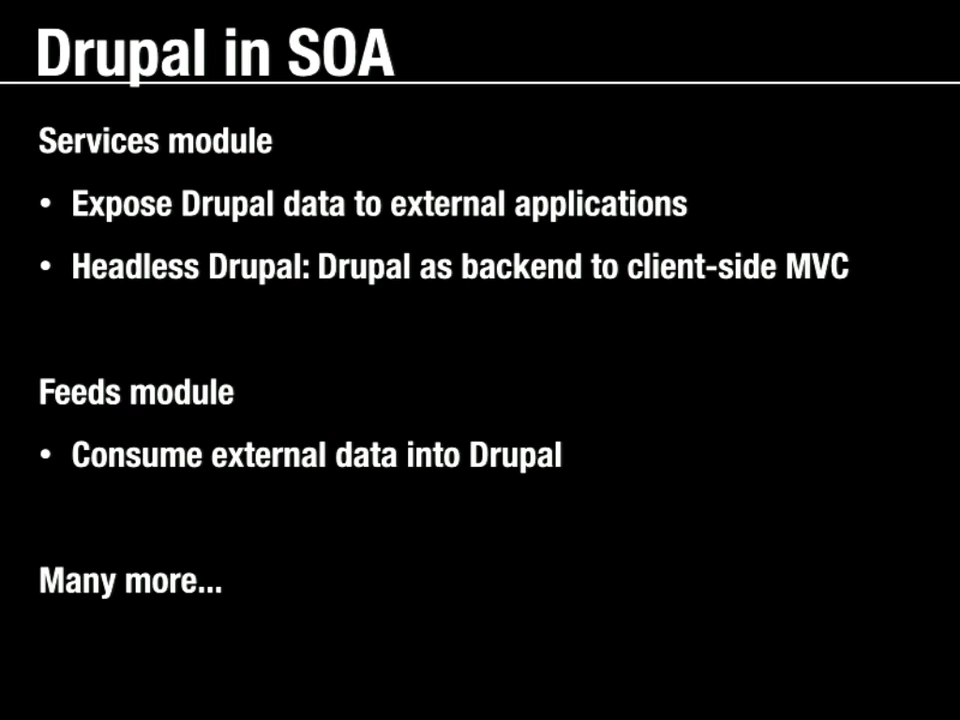 Drupal in SOA
Services module
• Expose Drupal data to external applications
• Headless Drupal: Drupal as backend to client-side MVC
Feeds module
• Consume external data into Drupal
Many more...